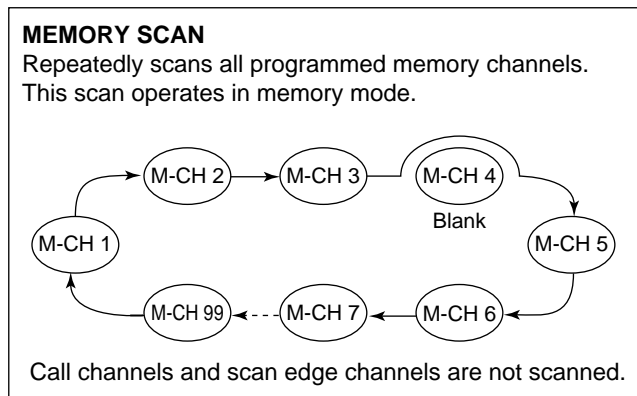 MEMORY SCAN
Repeatedly scans all programmed memory channels.
This scan operates in memory mode.
M-CH 2
M-CH 3
M-CH 4
Blank
M-CH 1
M-CH 5
M-CH 99
M-CH 7
M-CH 6
Call channels and scan edge channels are not scanned.